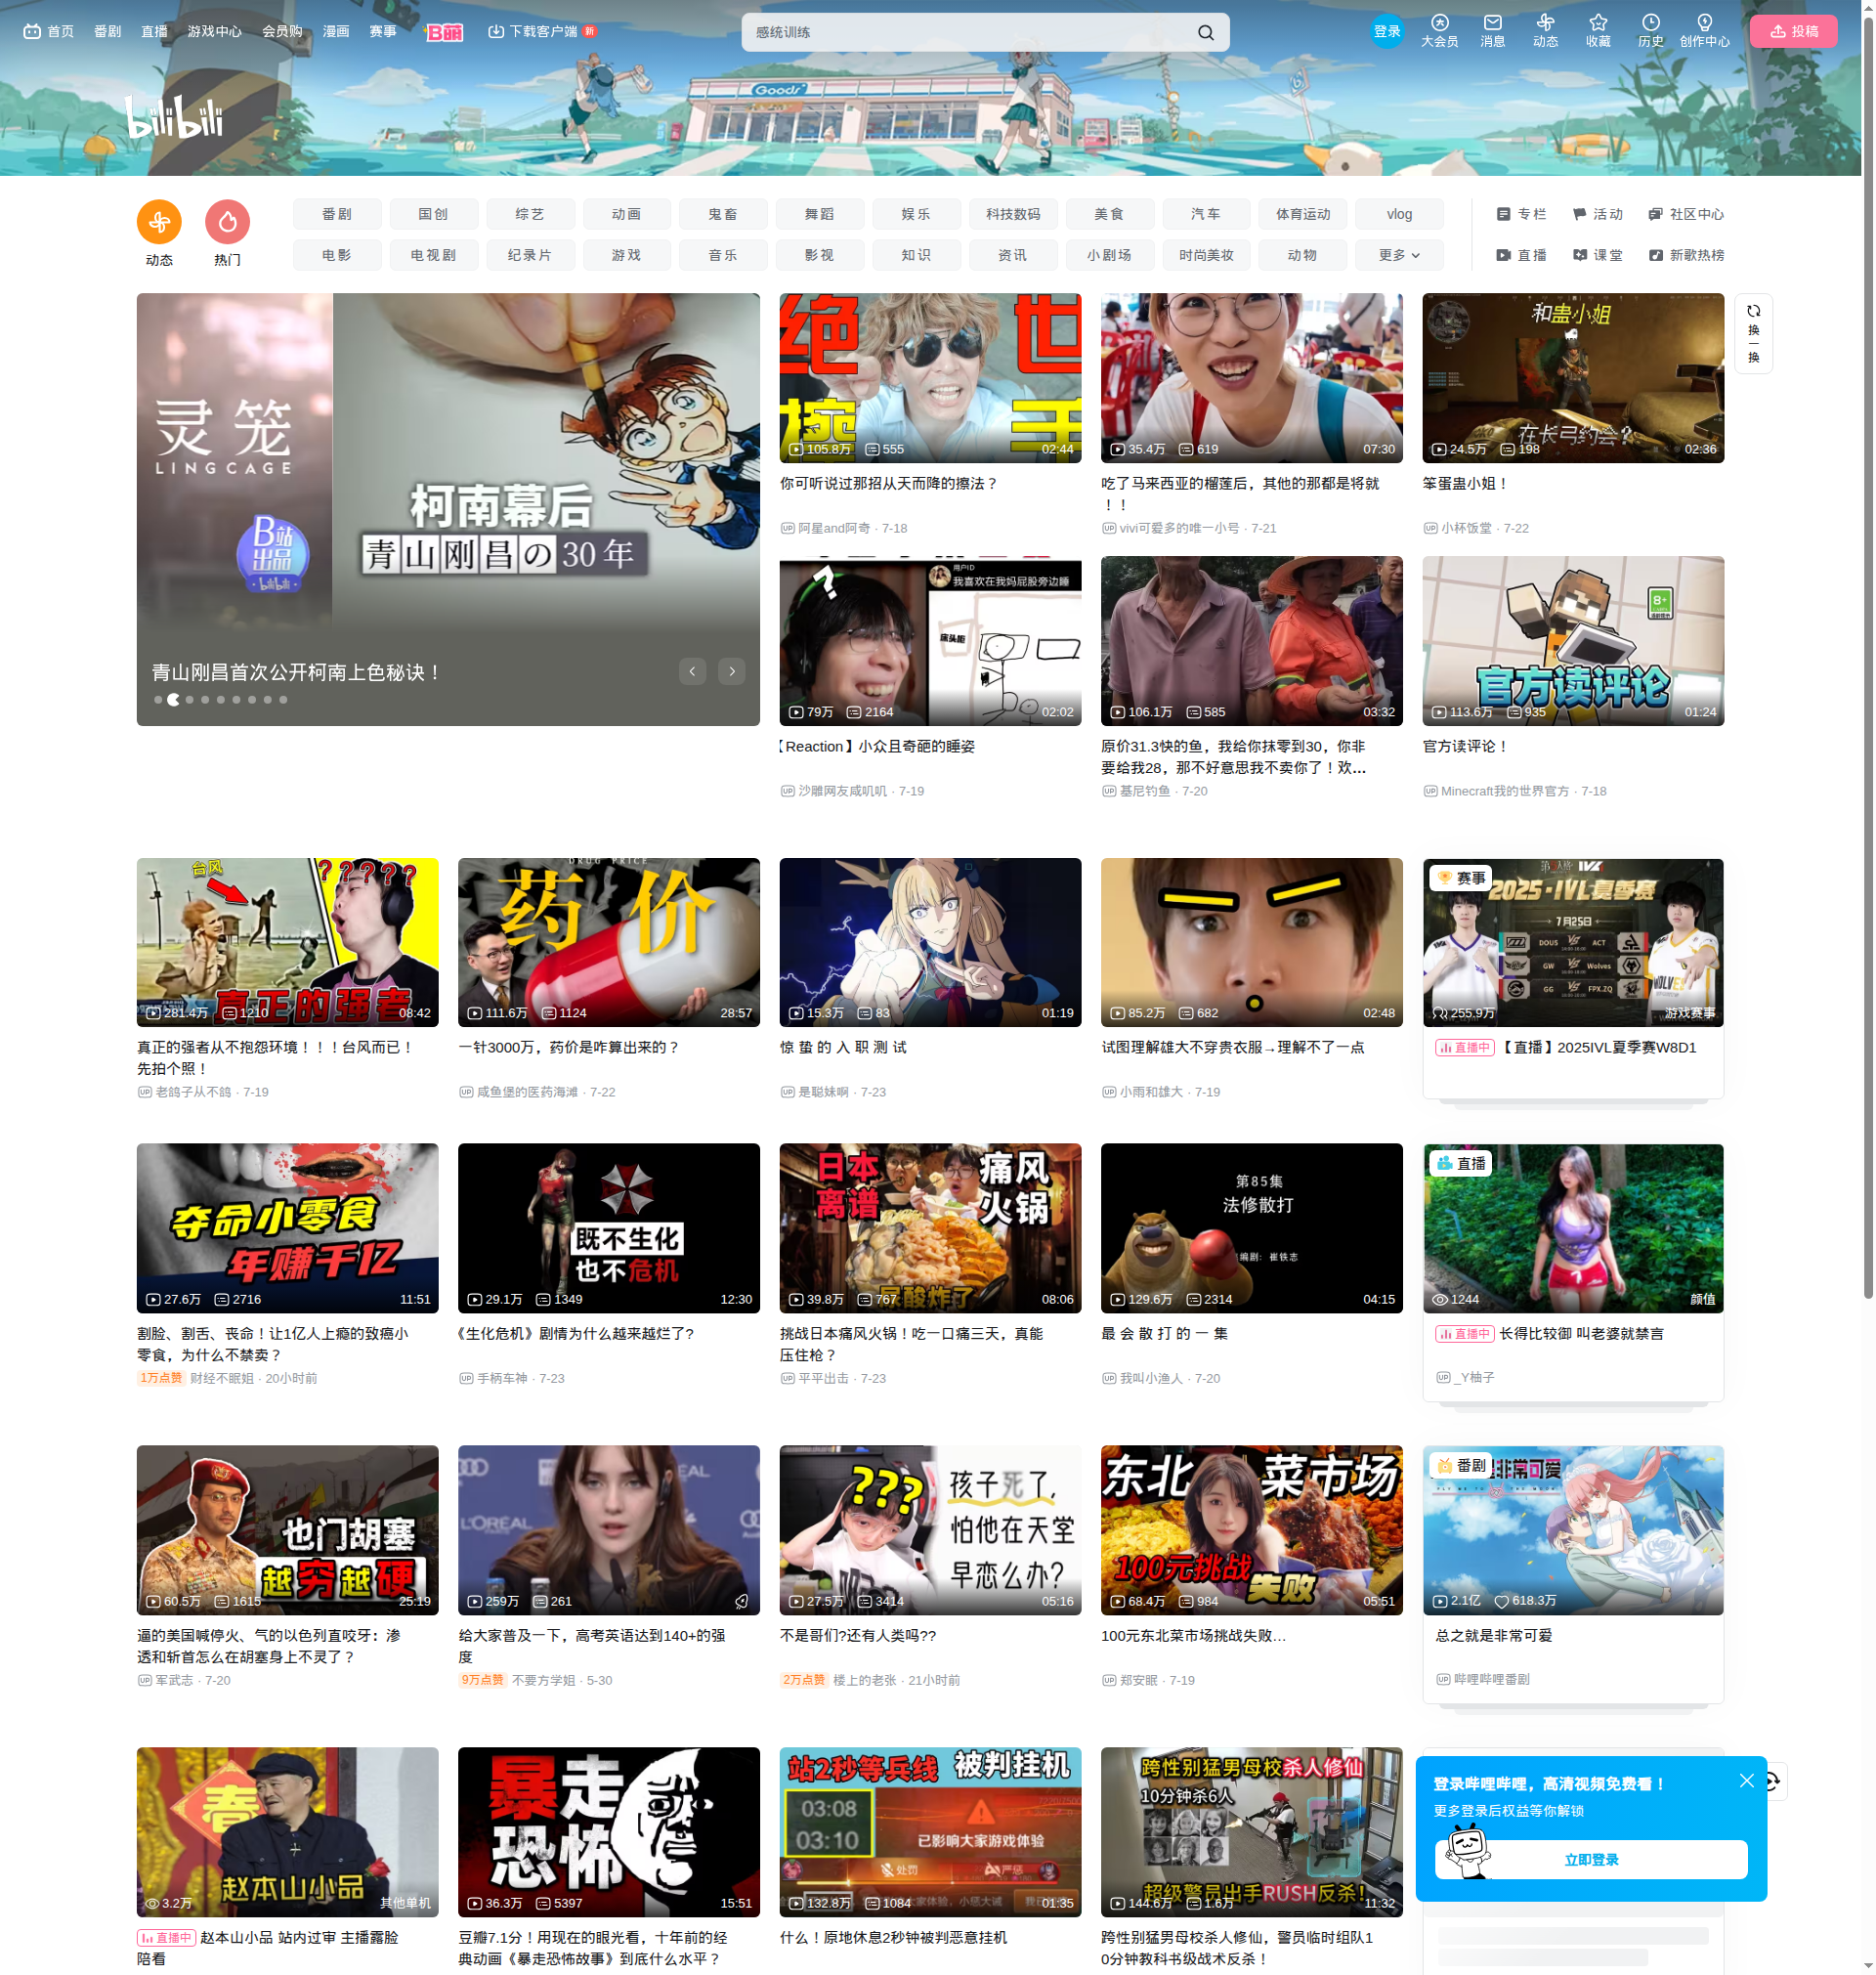 首页 番剧 直播 游戏中心 会员购 漫画 赛事 B萌 下载客户端 新
感统训练
登录 大会员 消息 动态 收藏 历史 创作中心 投稿
Goods
bilibili
动态 热门
番剧 国创 综艺 动画 鬼畜 舞蹈 娱乐 科技数码 美食 汽车 体育运动 vlog
专栏 活动 社区中心
电影 电视剧 纪录片 游戏 音乐 影视 知识 资讯 小剧场 时尚美妆 动物 更多
直播 课堂 新歌热榜
灵笼
LING CAGE
B站
出品
bilibili
柯南幕后
青山刚昌の30年
青山刚昌首次公开柯南上色秘诀！
绝世
擦手
105.8万 555 02:44
你可听说过那招从天而降的擦法？
阿星and阿奇 · 7-18
35.4万 619 07:30
吃了马来西亚的榴莲后，其他的那都是将就
！！
vivi可爱多的唯一小号 · 7-21
和蛊小姐
在长弓约会？
24.5万 198 02:36
笨蛋蛊小姐！
小杯饭堂 · 7-22
换一换
用户ID
我喜欢在我妈屁股旁边睡
床头柜
79万 2164 02:02
【Reaction】小众且奇葩的睡姿
沙雕网友咸叽叽 · 7-19
106.1万 585 03:32
原价31.3快的鱼，我给你抹零到30，你非
要给我28，那不好意思我不卖你了！欢...
基尼钓鱼 · 7-20
8+
官方读评论
113.6万 935 01:24
官方读评论！
Minecraft我的世界官方 · 7-18
台风
?????
真正的强者
281.4万 1210 08:42
真正的强者从不抱怨环境！！！台风而已！
先拍个照！
老鸽子从不鸽 · 7-19
DRUG PRICE
药价
111.6万 1124 28:57
一针3000万，药价是咋算出来的？
咸鱼堡的医药海滩 · 7-22
15.3万 83 01:19
惊 蛰 的 入 职 测 试
是聪妹啊 · 7-23
85.2万 682 02:48
试图理解雄大不穿贵衣服→理解不了一点
小雨和雄大 · 7-19
赛事
2025·IVL夏季赛
7月25日
DOUS VS ACT
GW VS Wolves
GG VS FPX.ZQ
255.9万 游戏赛事
直播中 【直播】2025IVL夏季赛W8D1
夺命小零食
年赚千亿
27.6万 2716 11:51
割脸、割舌、丧命！让1亿人上瘾的致癌小
零食，为什么不禁卖？
1万点赞 财经不眠姐 · 20小时前
既不生化
也不危机
29.1万 1349 12:30
《生化危机》剧情为什么越来越烂了?
手柄车神 · 7-23
日本 痛风
离谱 火锅
尿酸炸了
39.8万 767 08:06
挑战日本痛风火锅！吃一口痛三天，真能
压住枪？
平平出击 · 7-23
第85集
法修散打
编剧：崔铁志
129.6万 2314 04:15
最 会 散 打 的 一 集
我叫小渔人 · 7-20
直播
1244 颜值
直播中 长得比较御 叫老婆就禁言
_Y柚子
也门胡塞
越穷越硬
60.5万 1615 25:19
逼的美国喊停火、气的以色列直咬牙：渗
透和斩首怎么在胡塞身上不灵了？
军武志 · 7-20
L'ORÉAL
259万 261
给大家普及一下，高考英语达到140+的强
度
9万点赞 不要方学姐 · 5-30
???
孩子死了，
怕他在天堂
早恋么办?
27.5万 3414 05:16
不是哥们?还有人类吗??
2万点赞 楼上的老张 · 21小时前
东北菜市场
100元挑战
失败
68.4万 984 05:51
100元东北菜市场挑战失败...
郑安眠 · 7-19
番剧
是非常可爱
2.1亿 618.3万
总之就是非常可爱
哔哩哔哩番剧
春
赵本山小品
3.2万 其他单机
直播中 赵本山小品 站内过审 主播露脸
陪看
暴走
恐怖
36.3万 5397 15:51
豆瓣7.1分！用现在的眼光看，十年前的经
典动画《暴走恐怖故事》到底什么水平？
站2秒等兵线 被判挂机
03:08
03:10
已影响大家游戏体验
处罚 严惩
132.8万 1084 01:35
什么！原地休息2秒钟被判恶意挂机
跨性别猛男母校杀人修仙
10分钟杀6人
超级警员出手RUSH反杀!
144.6万 1.6万 11:32
跨性别猛男母校杀人修仙，警员临时组队1
0分钟教科书级战术反杀！
登录哔哩哔哩，高清视频免费看！
更多登录后权益等你解锁
立即登录